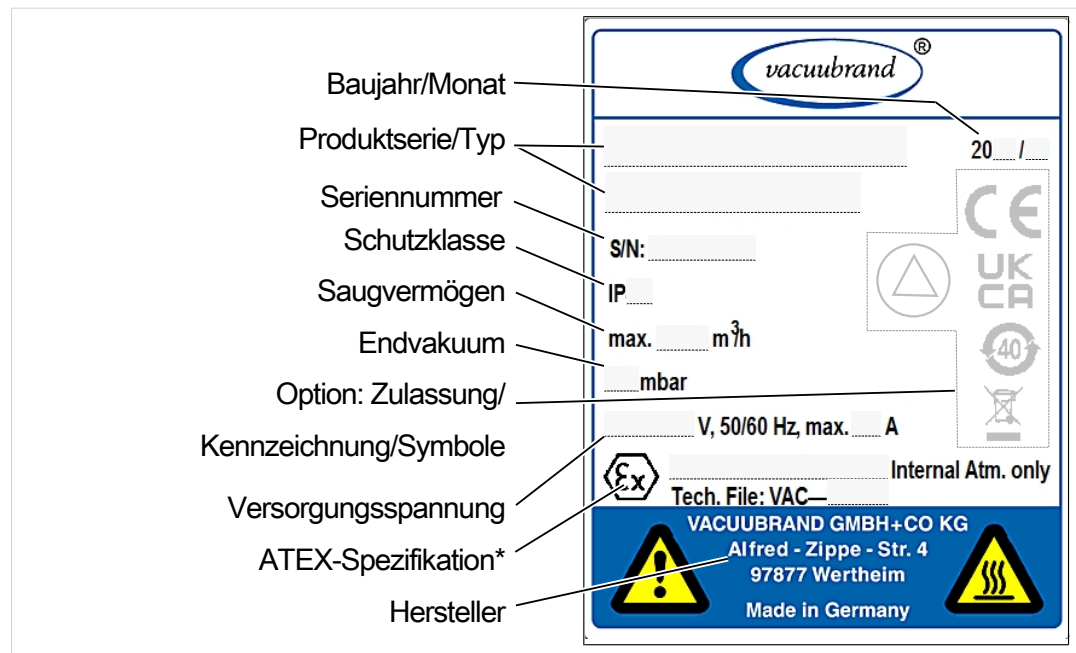 Baujahr/Monat
Produktserie/Typ
Seriennummer
Schutzklasse
Saugvermögen
Endvakuum
Option: Zulassung/
Kennzeichnung/Symbole
Versorgungsspannung
ATEX-Spezifikation*
Hersteller
vacuubrand ®
20 /
CE
S/N:
UK
CA
IP
max. m³/h
40
mbar
V, 50/60 Hz, max. A
Ex
Internal Atm. only
Tech. File: VAC—
VACUUBRAND GMBH+CO KG
Alfred - Zippe - Str. 4
97877 Wertheim
Made in Germany